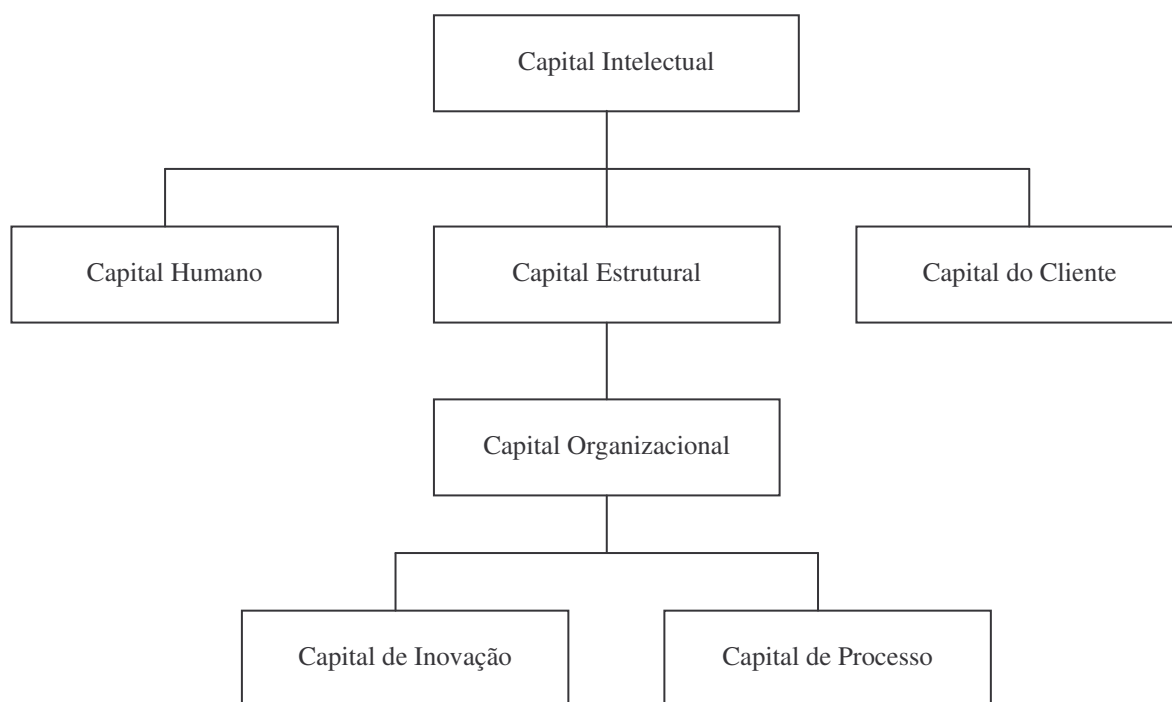 Capital Intelectual
Capital Humano
Capital Estrutural
Capital do Cliente
Capital Organizacional
Capital de Inovação
Capital de Processo